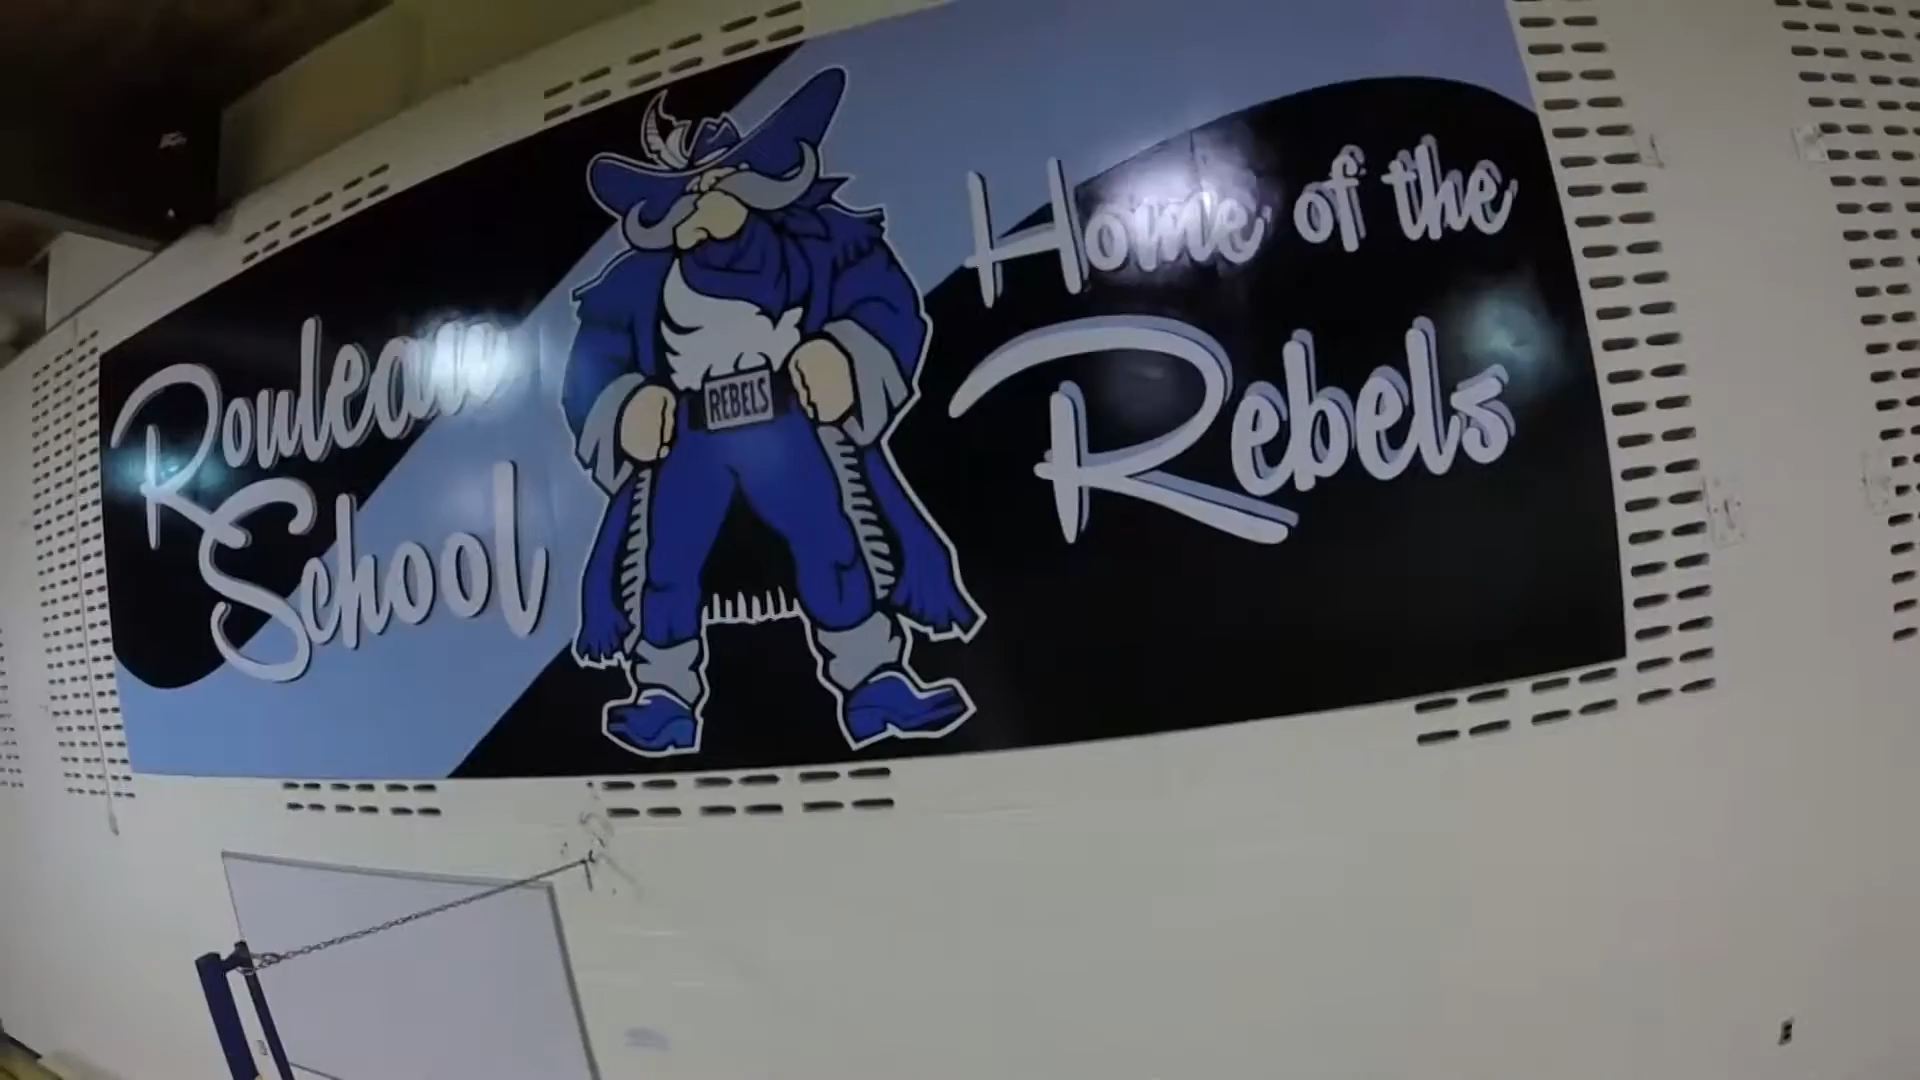 Rouleau
School
REBELS
Home of the
Rebels